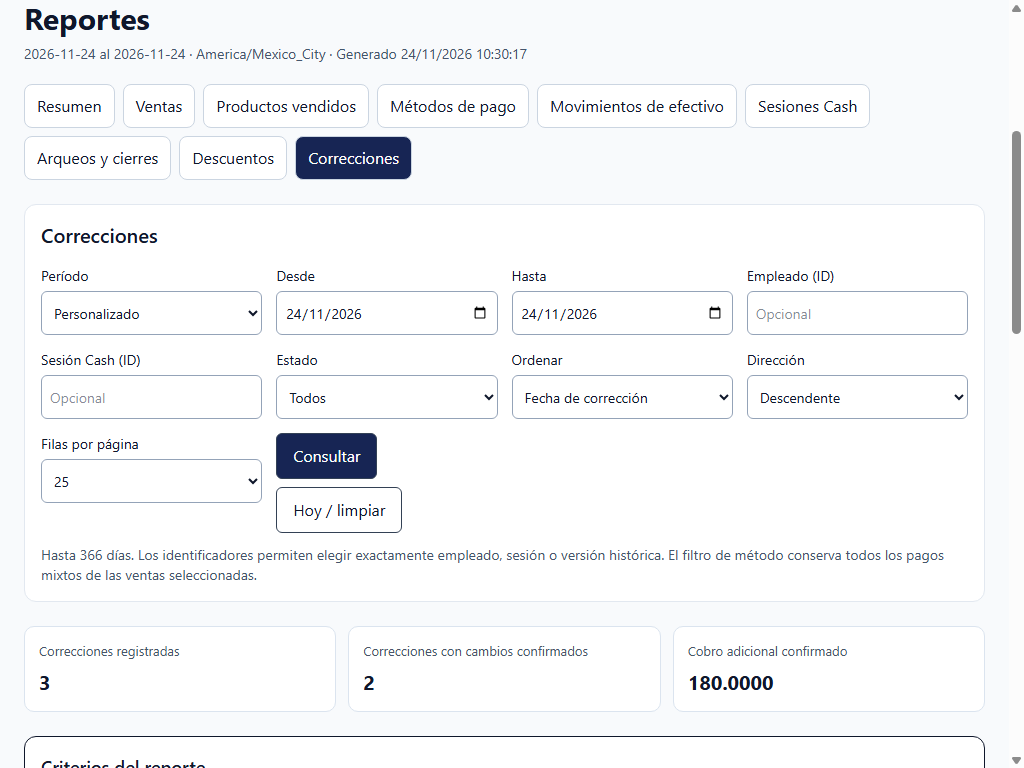 Reportes
2026-11-24 al 2026-11-24 · America/Mexico_City · Generado 24/11/2026 10:30:17
Resumen
Ventas
Productos vendidos
Métodos de pago
Movimientos de efectivo
Sesiones Cash
Arqueos y cierres
Descuentos
Correcciones
Correcciones
Período
Desde
Hasta
Empleado (ID)
Personalizado
24/11/2026
24/11/2026
Opcional
Sesión Cash (ID)
Estado
Ordenar
Dirección
Opcional
Todos
Fecha de corrección
Descendente
Filas por página
25
Consultar
Hoy / limpiar
Hasta 366 días. Los identificadores permiten elegir exactamente empleado, sesión o versión histórica. El filtro de método conserva todos los pagos
mixtos de las ventas seleccionadas.
Correcciones registradas
3
Correcciones con cambios confirmados
2
Cobro adicional confirmado
180.0000
Criterios del reporte